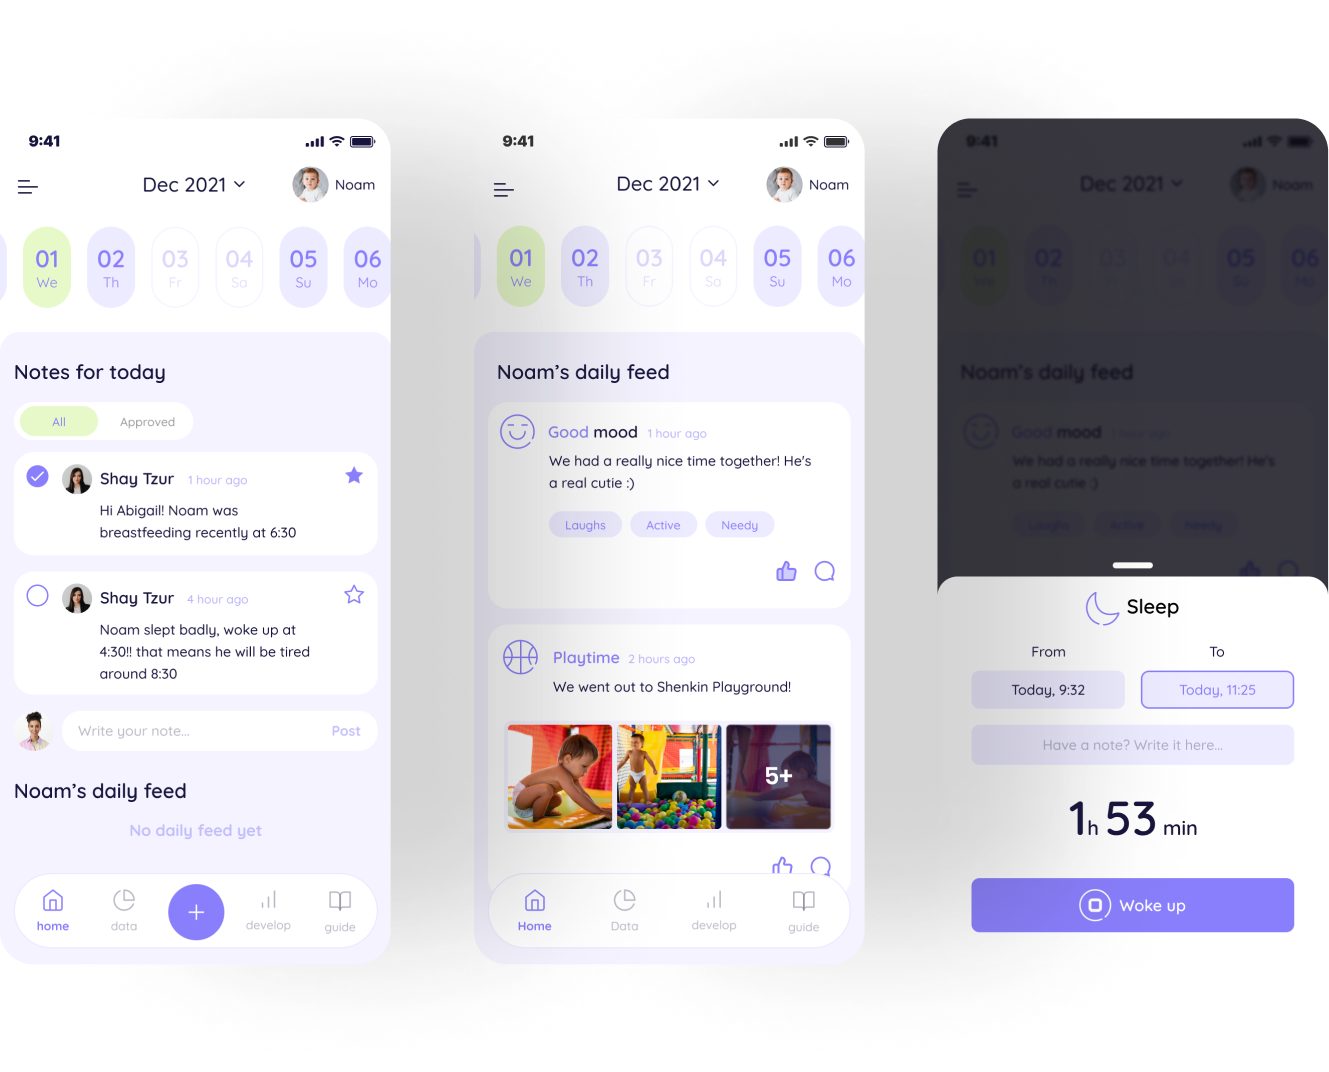 9:41
Dec 2021
Noam
01
We
02
Th
03
Fr
04
Sa
05
Su
06
Mo
Notes for today
All
Approved
Shay Tzur 1 hour ago
Hi Abigail! Noam was
breastfeeding recently at 6:30
Shay Tzur 4 hour ago
Noam slept badly, woke up at
4:30!! that means he will be tired
around 8:30
Write your note...
Post
Noam's daily feed
No daily feed yet
home
data
develop
guide
9:41
Dec 2021
Noam
01
We
02
Th
03
Fr
04
Sa
05
Su
06
Mo
Noam's daily feed
Good mood 1 hour ago
We had a really nice time together! He's
a real cutie :)
Laughs
Active
Needy
Playtime 2 hours ago
We went out to Shenkin Playground!
5+
Home
Data
develop
guide
9:41
Dec 2021
Noam
01
We
02
Th
03
Fr
04
Sa
05
Su
06
Mo
Noam's daily feed
Good mood 1 hour ago
We had a really nice time together! He's
a real cutie :)
Laughs
Active
Needy
Sleep
From
To
Today, 9:32
Today, 11:25
Have a note? Write it here...
1h 53 min
Woke up